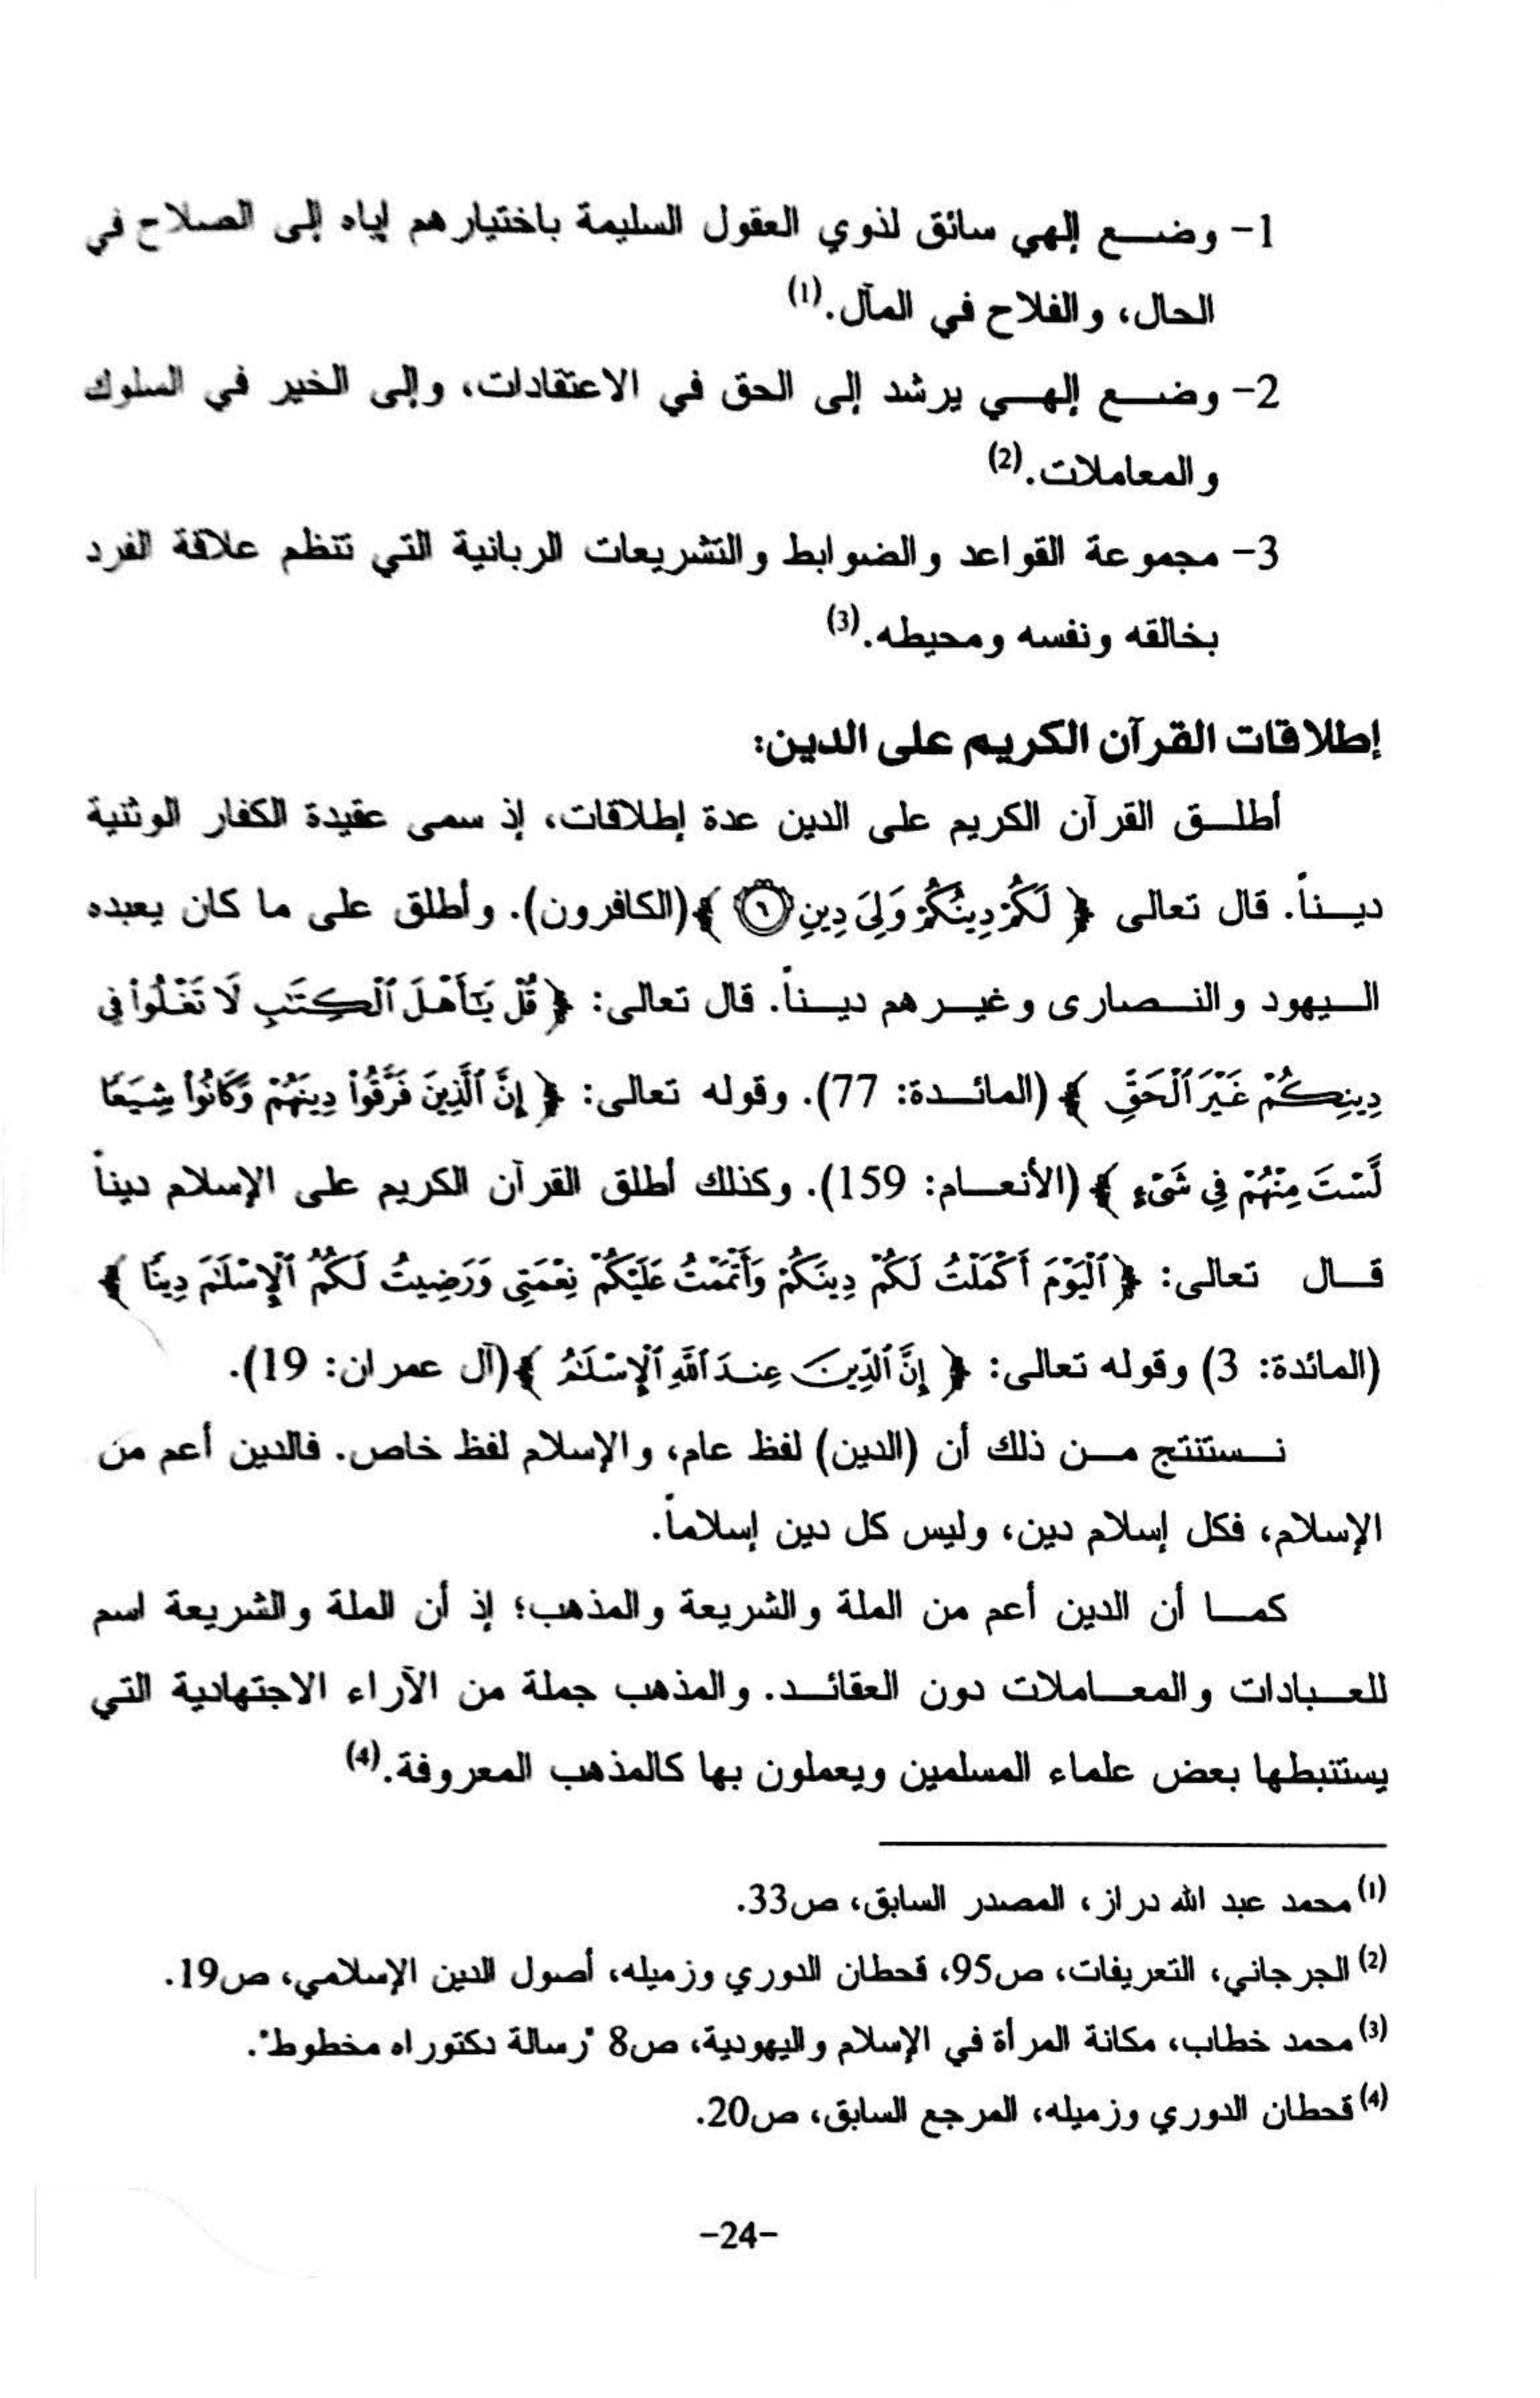 1- وضع إلهي سائق لذوي العقول السليمة باختيارهم إياه إلى الصلاح في
الحال، والفلاح في المآل.(1)
2- وضع إلهي يرشد إلى الحق في الاعتقادات، وإلى الخير في السلوك
والمعاملات.(2)
3- مجموعة القواعد والضوابط والتشريعات الربانية التي تنظم علاقة الفرد
بخالقه ونفسه ومحيطه.(3)
إطلاقات القرآن الكريم على الدين:
أطلق القرآن الكريم على الدين عدة إطلاقات، إذ سمى عقيدة الكفار الوثنية
ديناً. قال تعالى ﴿ لَكُمْ دِينُكُمْ وَلِيَ دِينِ ٦ ﴾(الكافرون). وأطلق على ما كان يعبده
اليهود والنصارى وغيرهم ديناً. قال تعالى: ﴿ قُلْ يَٰٓأَهْلَ ٱلْكِتَٰبِ لَا تَغْلُوا۟ فِى
دِينِكُمْ غَيْرَ ٱلْحَقِّ ﴾ (المائدة: 77). وقوله تعالى: ﴿ إِنَّ ٱلَّذِينَ فَرَّقُوا۟ دِينَهُمْ وَكَانُوا۟ شِيَعًا
لَّسْتَ مِنْهُمْ فِى شَىْءٍ ﴾ (الأنعام: 159). وكذلك أطلق القرآن الكريم على الإسلام ديناً
قال تعالى: ﴿ ٱلْيَوْمَ أَكْمَلْتُ لَكُمْ دِينَكُمْ وَأَتْمَمْتُ عَلَيْكُمْ نِعْمَتِى وَرَضِيتُ لَكُمُ ٱلْإِسْلَٰمَ دِينًا ﴾
(المائدة: 3) وقوله تعالى: ﴿ إِنَّ ٱلدِّينَ عِندَ ٱللَّهِ ٱلْإِسْلَٰمُ ﴾(آل عمران: 19).
نستنتج من ذلك أن (الدين) لفظ عام، والإسلام لفظ خاص. فالدين أعم من
الإسلام، فكل إسلام دين، وليس كل دين إسلاماً.
كما أن الدين أعم من الملة والشريعة والمذهب؛ إذ أن الملة والشريعة اسم
للعبادات والمعاملات دون العقائد. والمذهب جملة من الآراء الاجتهادية التي
يستنبطها بعض علماء المسلمين ويعملون بها كالمذهب المعروفة.(4)
(1) محمد عبد الله دراز، المصدر السابق، ص33.
(2) الجرجاني، التعريفات، ص95، قحطان الدوري وزميله، أصول الدين الإسلامي، ص19.
(3) محمد خطاب، مكانة المرأة في الإسلام واليهودية، ص8 "رسالة دكتوراه مخطوط".
(4) قحطان الدوري وزميله، المرجع السابق، ص20.
-24-